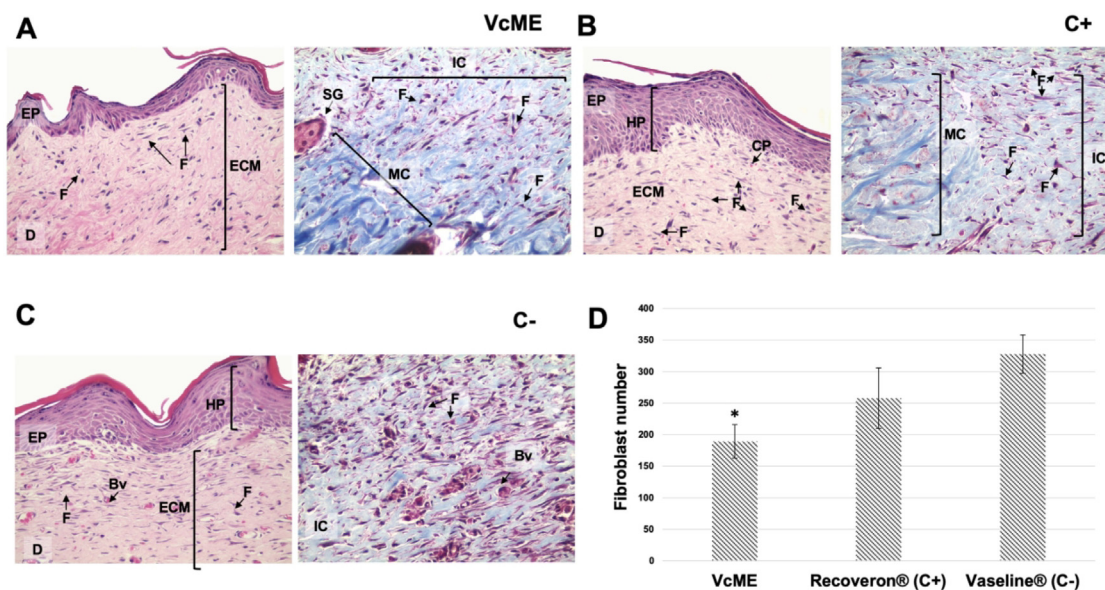 A
VcME
EP
F
F
ECM
D
IC
SG
F
F
MC
F
B
C+
EP
HP
CP
ECM
F
F
F
D
F
MC
F
F
IC
C
C-
HP
EP
Bv
F
ECM
F
D
F
Bv
IC
D
Fibroblast number
400
350
300
250
200
150
100
50
0
*
VcME
Recoveron® (C+)
Vaseline® (C-)